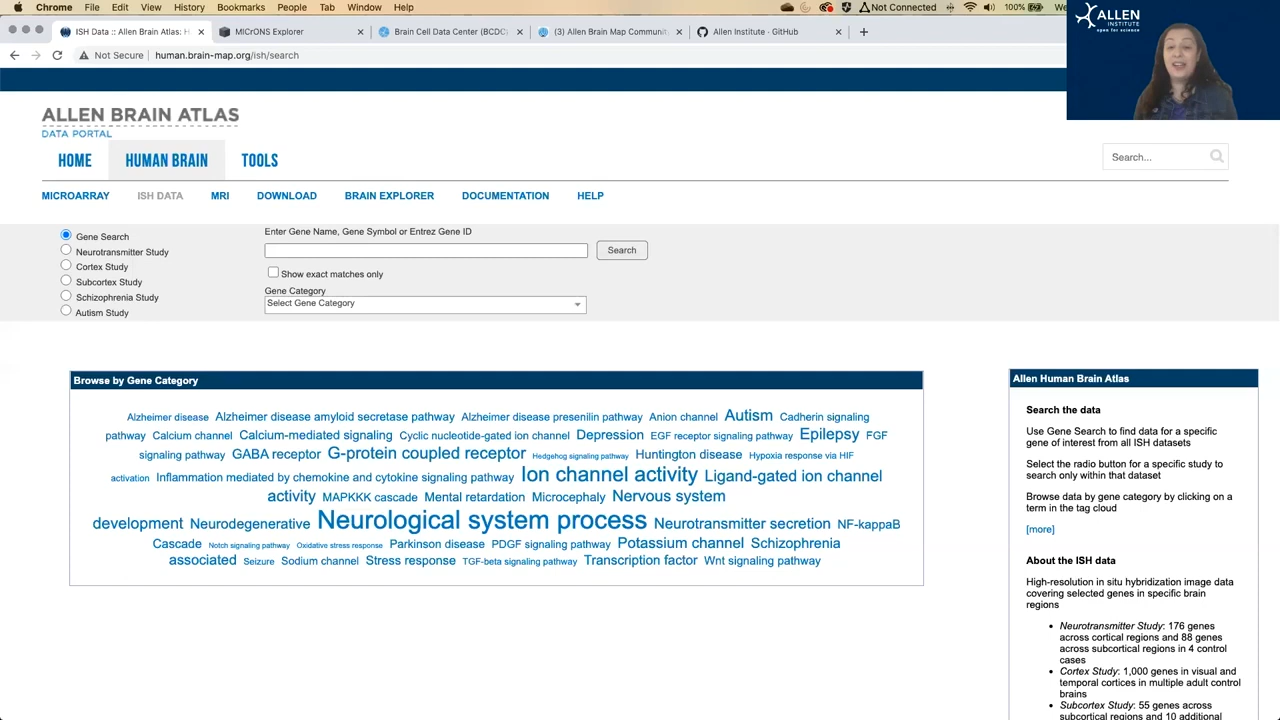 Chrome File Edit View History Bookmarks People Tab Window Help Not Connected 100% We
ISH Data :: Allen Brain Atlas: H MICrONS Explorer Brain Cell Data Center (BCDC) (3) Allen Brain Map Communi Allen Institute · GitHub
Not Secure human.brain-map.org/ish/search
ALLEN
INSTITUTE
open for science
ALLEN BRAIN ATLAS
DATA PORTAL
HOME HUMAN BRAIN TOOLS
Search...
MICROARRAY ISH DATA MRI DOWNLOAD BRAIN EXPLORER DOCUMENTATION HELP
Gene Search
Neurotransmitter Study
Cortex Study
Subcortex Study
Schizophrenia Study
Autism Study
Enter Gene Name, Gene Symbol or Entrez Gene ID
Search
Show exact matches only
Gene Category
Select Gene Category
Browse by Gene Category
Alzheimer disease Alzheimer disease amyloid secretase pathway Alzheimer disease presenilin pathway Anion channel Autism Cadherin signaling
pathway Calcium channel Calcium-mediated signaling Cyclic nucleotide-gated ion channel Depression EGF receptor signaling pathway Epilepsy FGF
signaling pathway GABA receptor G-protein coupled receptor Hedgehog signaling pathway Huntington disease Hypoxia response via HIF
activation Inflammation mediated by chemokine and cytokine signaling pathway Ion channel activity Ligand-gated ion channel
activity MAPKKK cascade Mental retardation Microcephaly Nervous system
development Neurodegenerative Neurological system process Neurotransmitter secretion NF-kappaB
Cascade Notch signaling pathway Oxidative stress response Parkinson disease PDGF signaling pathway Potassium channel Schizophrenia
associated Seizure Sodium channel Stress response TGF-beta signaling pathway Transcription factor Wnt signaling pathway
Allen Human Brain Atlas
Search the data
Use Gene Search to find data for a specific
gene of interest from all ISH datasets
Select the radio button for a specific study to
search only within that dataset
Browse data by gene category by clicking on a
term in the tag cloud
[more]
About the ISH data
High-resolution in situ hybridization image data
covering selected genes in specific brain
regions
• Neurotransmitter Study: 176 genes
across cortical regions and 88 genes
across subcortical regions in 4 control
cases
• Cortex Study: 1,000 genes in visual and
temporal cortices in multiple adult control
brains
• Subcortex Study: 55 genes across
subcortical regions and 10 additional